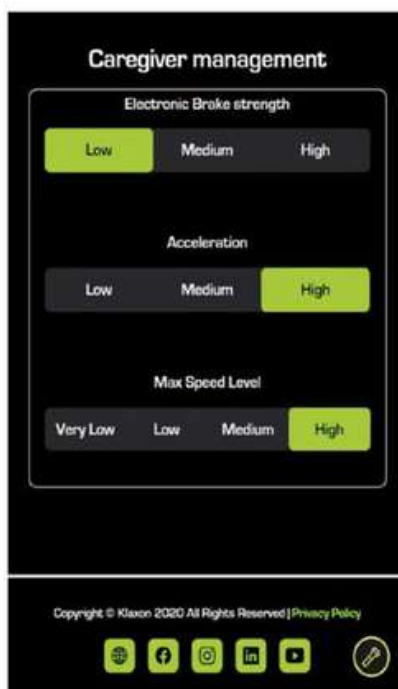 Caregiver management
Electronic Brake strength
Low Medium High
Acceleration
Low Medium High
Max Speed Level
Very Low Low Medium High
Copyright © Klaxon 2020 All Rights Reserved | Privacy Policy